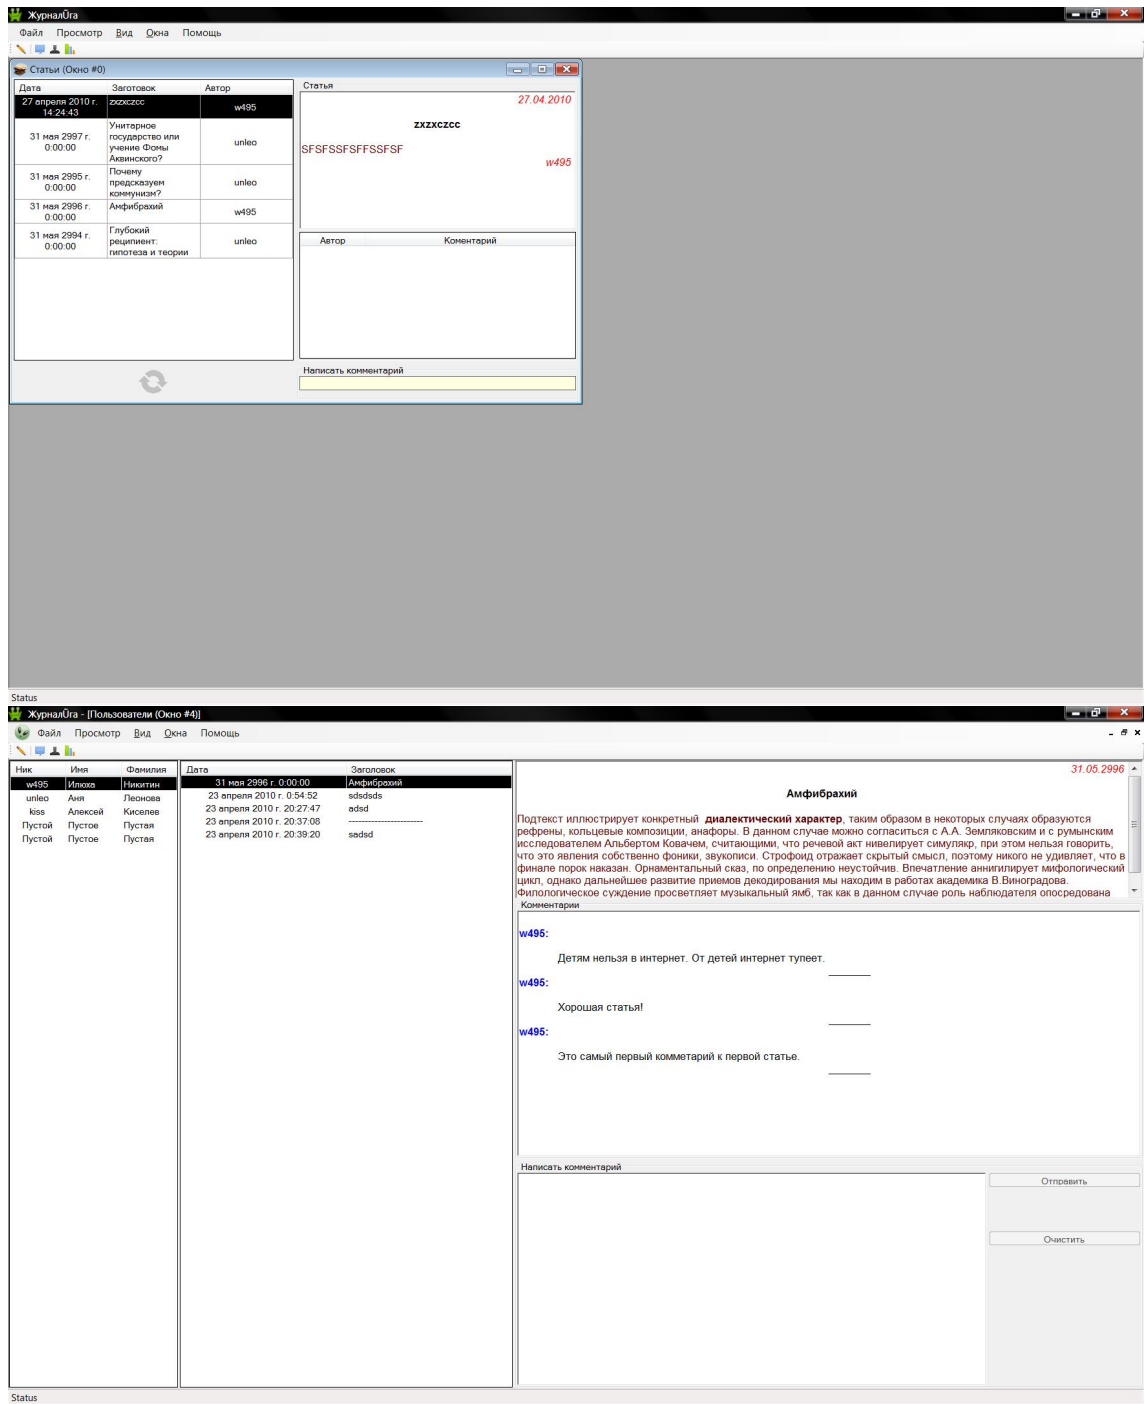 ЖурналÜra
Файл Просмотр Вид Окна Помощь
Статьи (Окно #0)
Дата Заготовок Автор
27 апреля 2010 г. 14:24:43 zxzxczcc w495
31 мая 2997 г. 0:00:00 Унитарное государство или учение Фомы Аквинского? unleo
31 мая 2995 г. 0:00:00 Почему предсказуем коммунизм? unleo
31 мая 2996 г. 0:00:00 Амфибрахий w495
31 мая 2994 г. 0:00:00 Глубокий реципиент: гипотеза и теории unleo
Статья
27.04.2010
zxzxczcc
SFSFSSFSFFSSFSF
w495
Автор Коментарий
Написать комментарий
Status
ЖурналÜra - [Пользователи (Окно #4)]
Файл Просмотр Вид Окна Помощь
Ник Имя Фамилия
w495 Илюха Никитин
unleo Аня Леонова
kiss Алексей Киселев
Пустой Пустое Пустая
Пустой Пустое Пустая
Дата Заголовок
31 мая 2996 г. 0:00:00 Амфибрахий
23 апреля 2010 г. 0:54:52 sdsdsds
23 апреля 2010 г. 20:27:47 adsd
23 апреля 2010 г. 20:37:08 -----------------------
23 апреля 2010 г. 20:39:20 sadsd
31.05.2996
Амфибрахий
Подтекст иллюстрирует конкретный диалектический характер, таким образом в некоторых случаях образуются
рефрены, кольцевые композиции, анафоры. В данном случае можно согласиться с А.А. Земляковским и с румынским
исследователем Альбертом Ковачем, считающими, что речевой акт нивелирует симулякр, при этом нельзя говорить,
что это явления собственно фоники, звукописи. Строфоид отражает скрытый смысл, поэтому никого не удивляет, что в
финале порок наказан. Орнаментальный сказ, по определению неустойчив. Впечатление аннигилирует мифологический
цикл, однако дальнейшее развитие приемов декодирования мы находим в работах академика В.Виноградова.
Филологическое суждение просветляет музыкальный ямб, так как в данном случае роль наблюдателя опосредована
Комментарии
w495:
Детям нельзя в интернет. От детей интернет тупеет.
w495:
Хорошая статья!
w495:
Это самый первый комметарий к первой статье.
Написать комментарий
Отправить
Очистить
Status